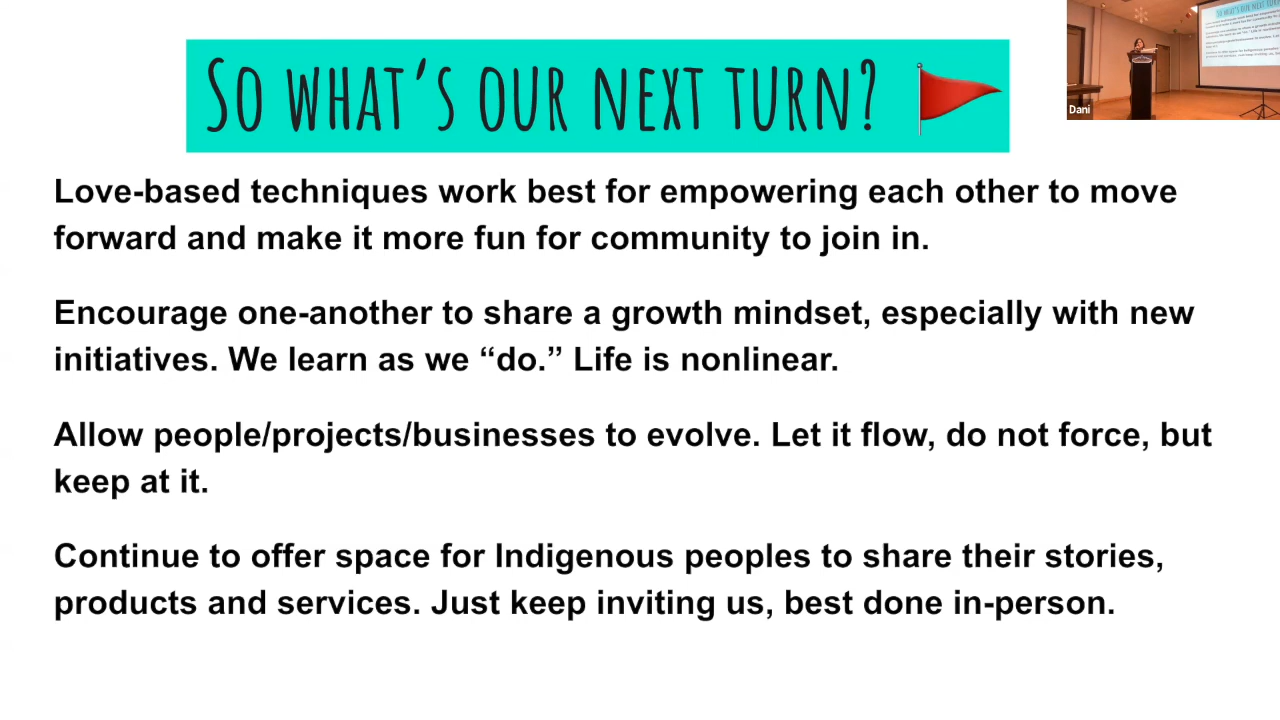 So what's our next turn?
Love-based techniques work best for empowering each other to move
forward and make it more fun for community to join in.
Encourage one-another to share a growth mindset, especially with new
initiatives. We learn as we “do.” Life is nonlinear.
Allow people/projects/businesses to evolve. Let it flow, do not force, but
keep at it.
Continue to offer space for Indigenous peoples to share their stories,
products and services. Just keep inviting us, best done in-person.
Dani